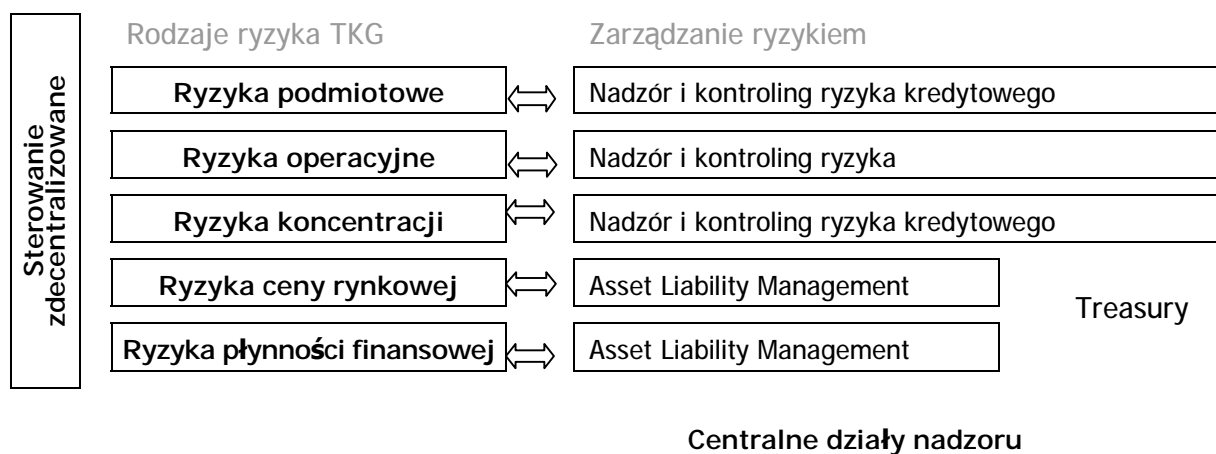 Sterowanie
zdecentralizowane
Rodzaje ryzyka TKG Zarządzanie ryzykiem
Ryzyka podmiotowe Nadzór i kontroling ryzyka kredytowego
Ryzyka operacyjne Nadzór i kontroling ryzyka
Ryzyka koncentracji Nadzór i kontroling ryzyka kredytowego
Ryzyka ceny rynkowej Asset Liability Management
Treasury
Ryzyka płynności finansowej Asset Liability Management
Centralne działy nadzoru